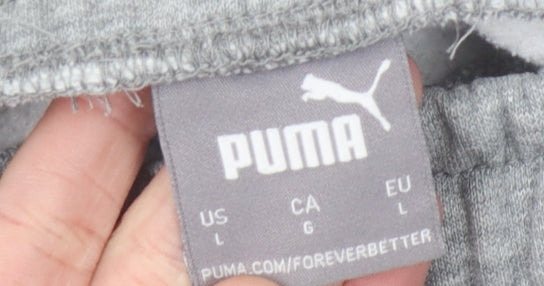 PUMA
US CA EU
L G L
PUMA.COM/FOREVERBETTER